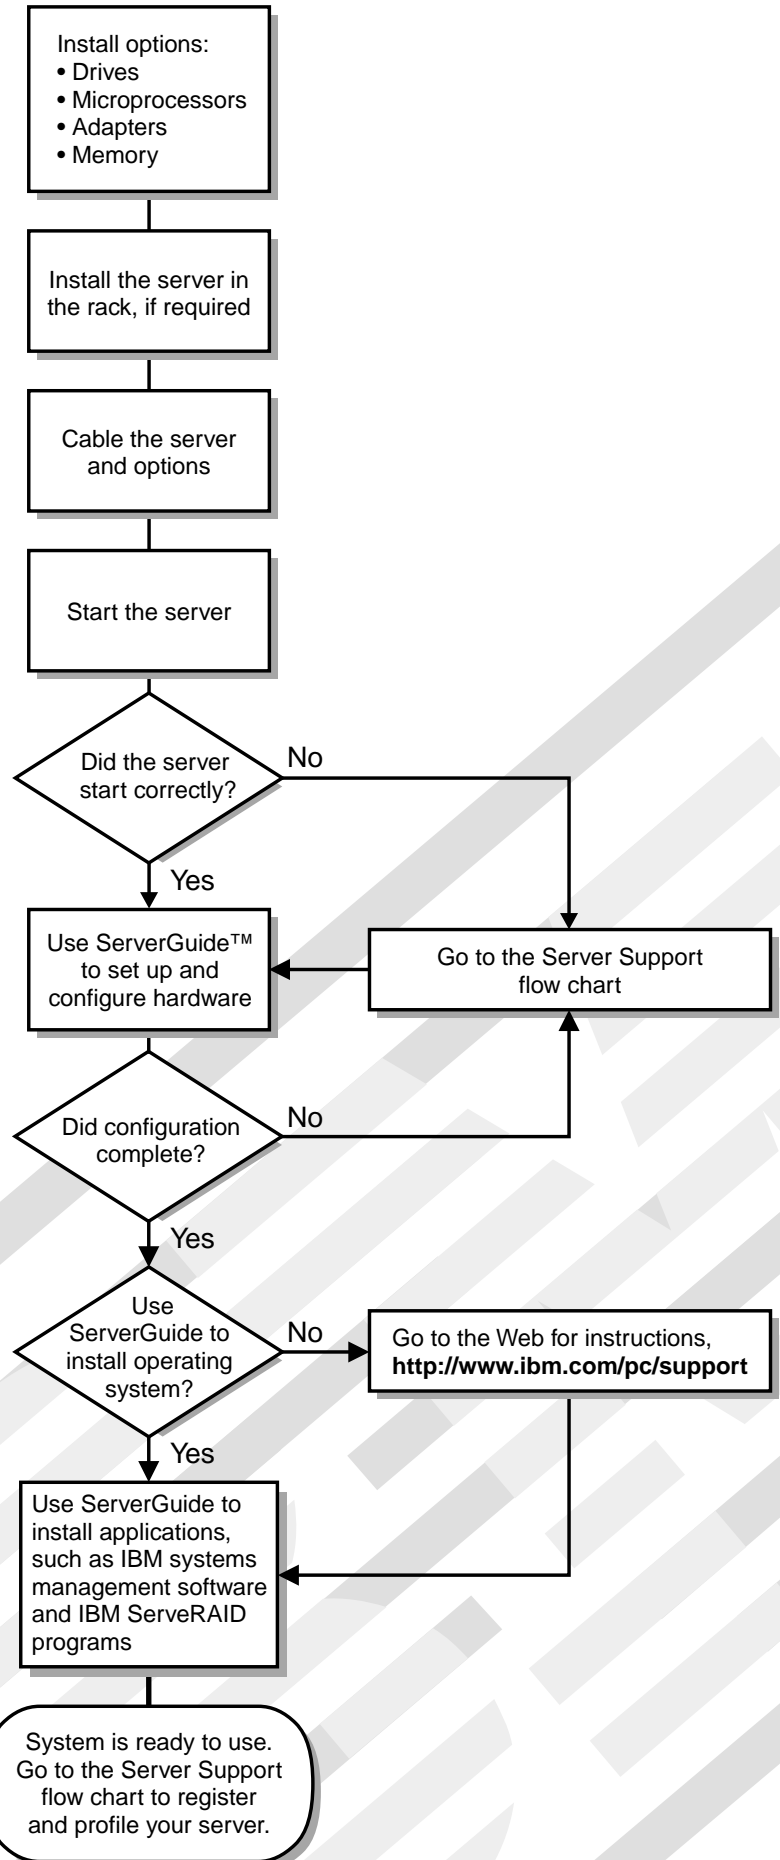 Install options:
• Drives
• Microprocessors
• Adapters
• Memory
Install the server in
the rack, if required
Cable the server
and options
Start the server
Did the server
start correctly?
No
Yes
Use ServerGuide™
to set up and
configure hardware
Go to the Server Support
flow chart
Did configuration
complete?
No
Yes
Use
ServerGuide to
install operating
system?
No
Go to the Web for instructions,
http://www.ibm.com/pc/support
Yes
Use ServerGuide to
install applications,
such as IBM systems
management software
and IBM ServeRAID
programs
System is ready to use.
Go to the Server Support
flow chart to register
and profile your server.